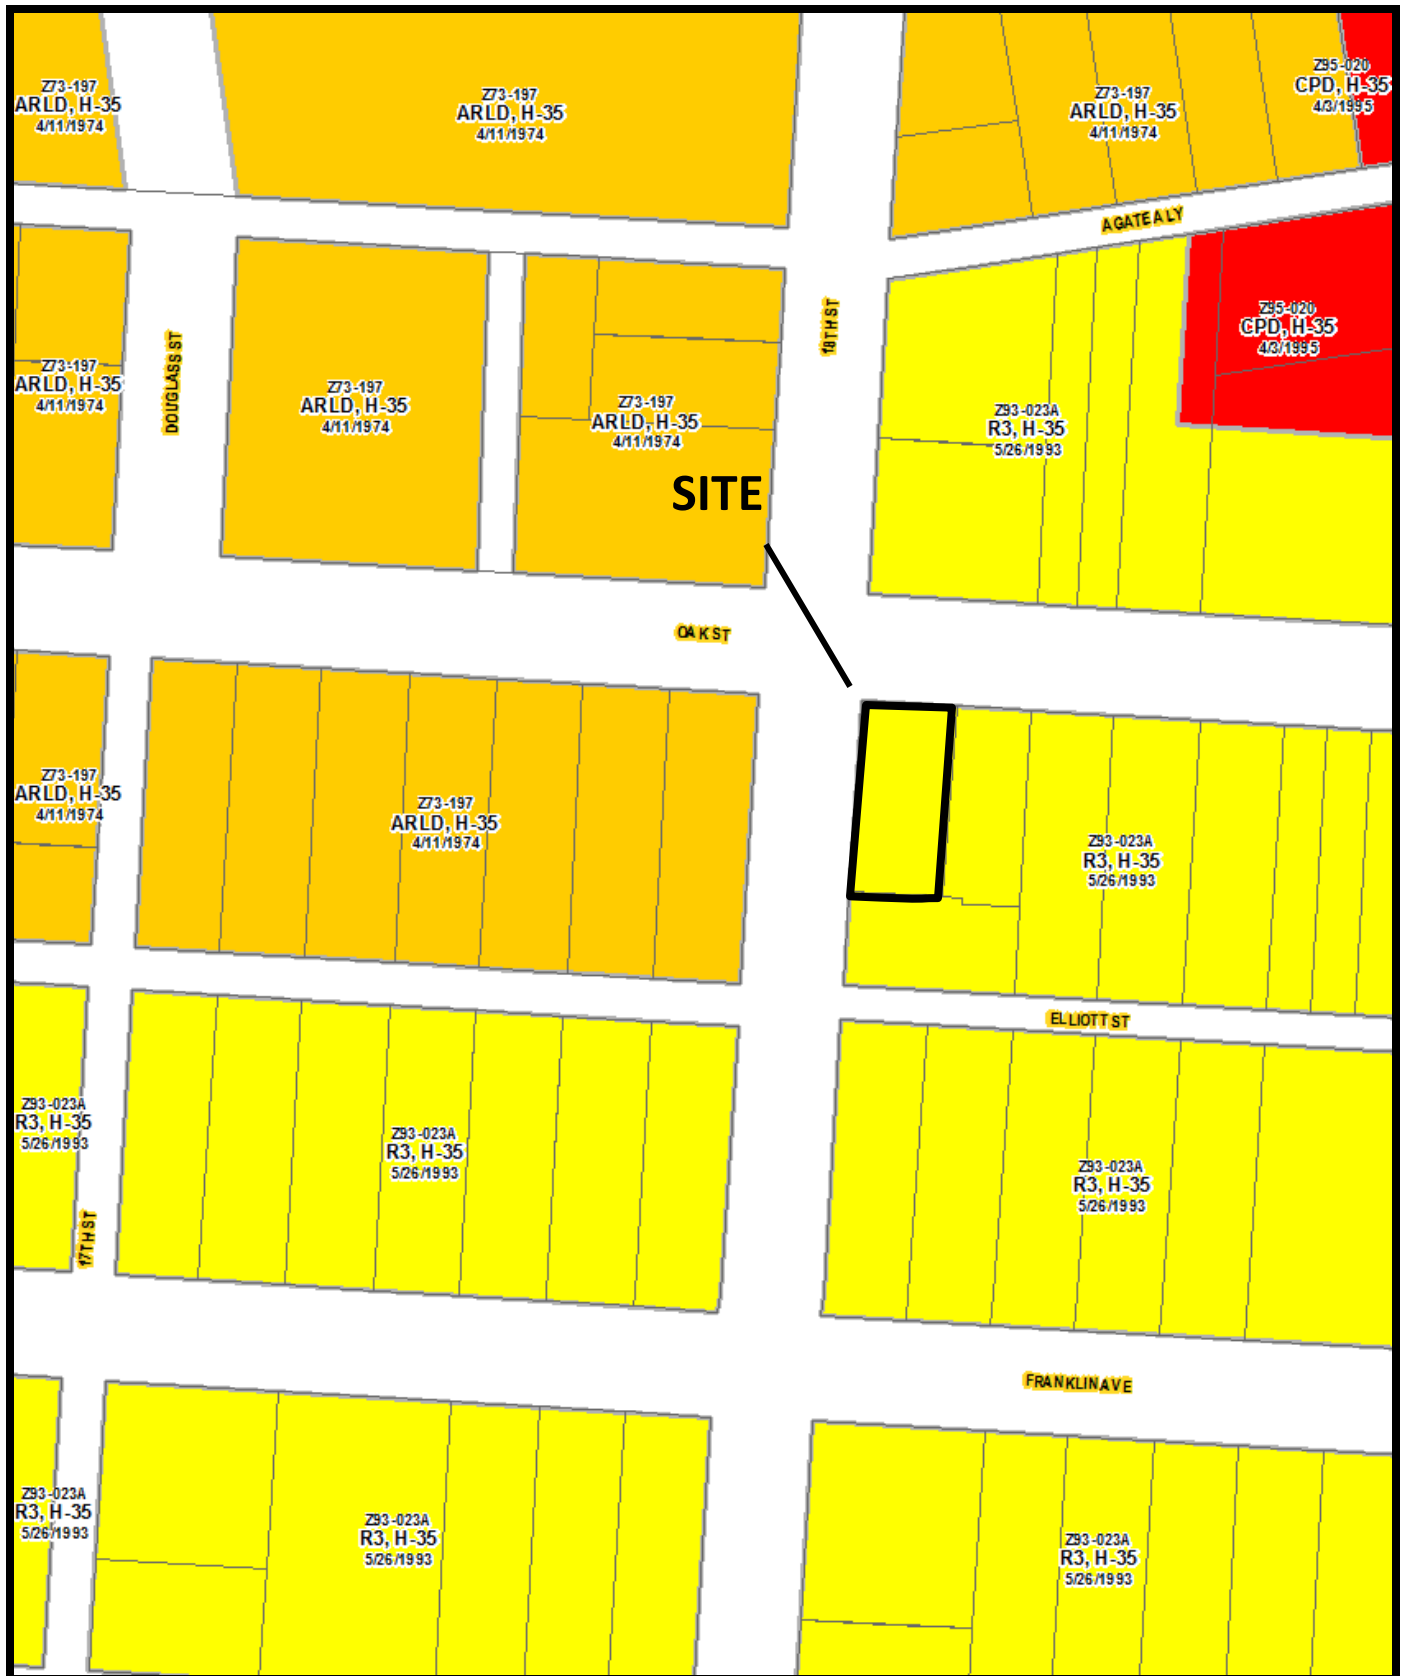 Z73-197
ARLD, H-35
4/11/1974
Z73-197
ARLD, H-35
4/11/1974
Z73-197
ARLD, H-35
4/11/1974
Z95-020
CPD, H-35
4/3/1995
AGATE ALY
Z73-197
ARLD, H-35
4/11/1974
DOUGLASS ST
Z73-197
ARLD, H-35
4/11/1974
Z73-197
ARLD, H-35
4/11/1974
18TH ST
Z93-023A
R3, H-35
5/26/1993
Z95-020
CPD, H-35
4/3/1995
SITE
OAK ST
Z73-197
ARLD, H-35
4/11/1974
Z73-197
ARLD, H-35
4/11/1974
Z93-023A
R3, H-35
5/26/1993
ELLIOTT ST
Z93-023A
R3, H-35
5/26/1993
17TH ST
Z93-023A
R3, H-35
5/26/1993
Z93-023A
R3, H-35
5/26/1993
FRANKLIN AVE
Z93-023A
R3, H-35
5/26/1993
Z93-023A
R3, H-35
5/26/1993
Z93-023A
R3, H-35
5/26/1993